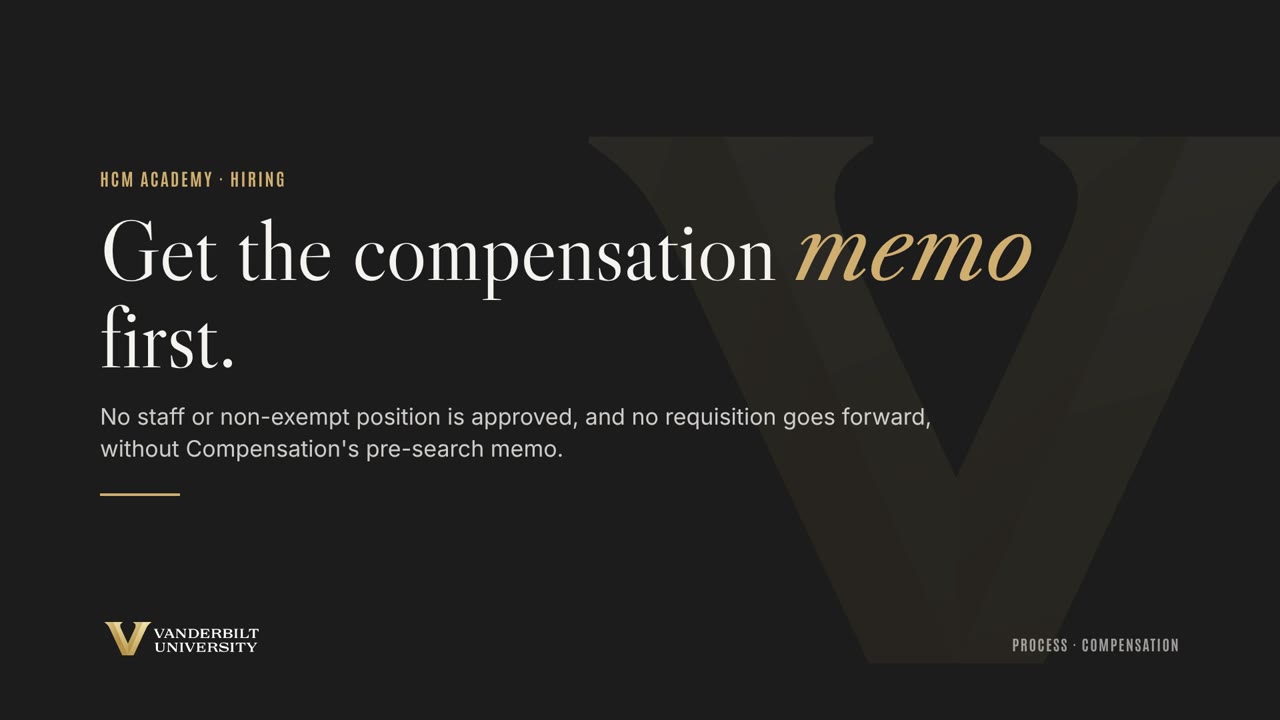 HCM ACADEMY · HIRING
Get the compensation memo
first.
No staff or non-exempt position is approved, and no requisition goes forward,
without Compensation's pre-search memo.
VANDERBILT
UNIVERSITY
PROCESS · COMPENSATION